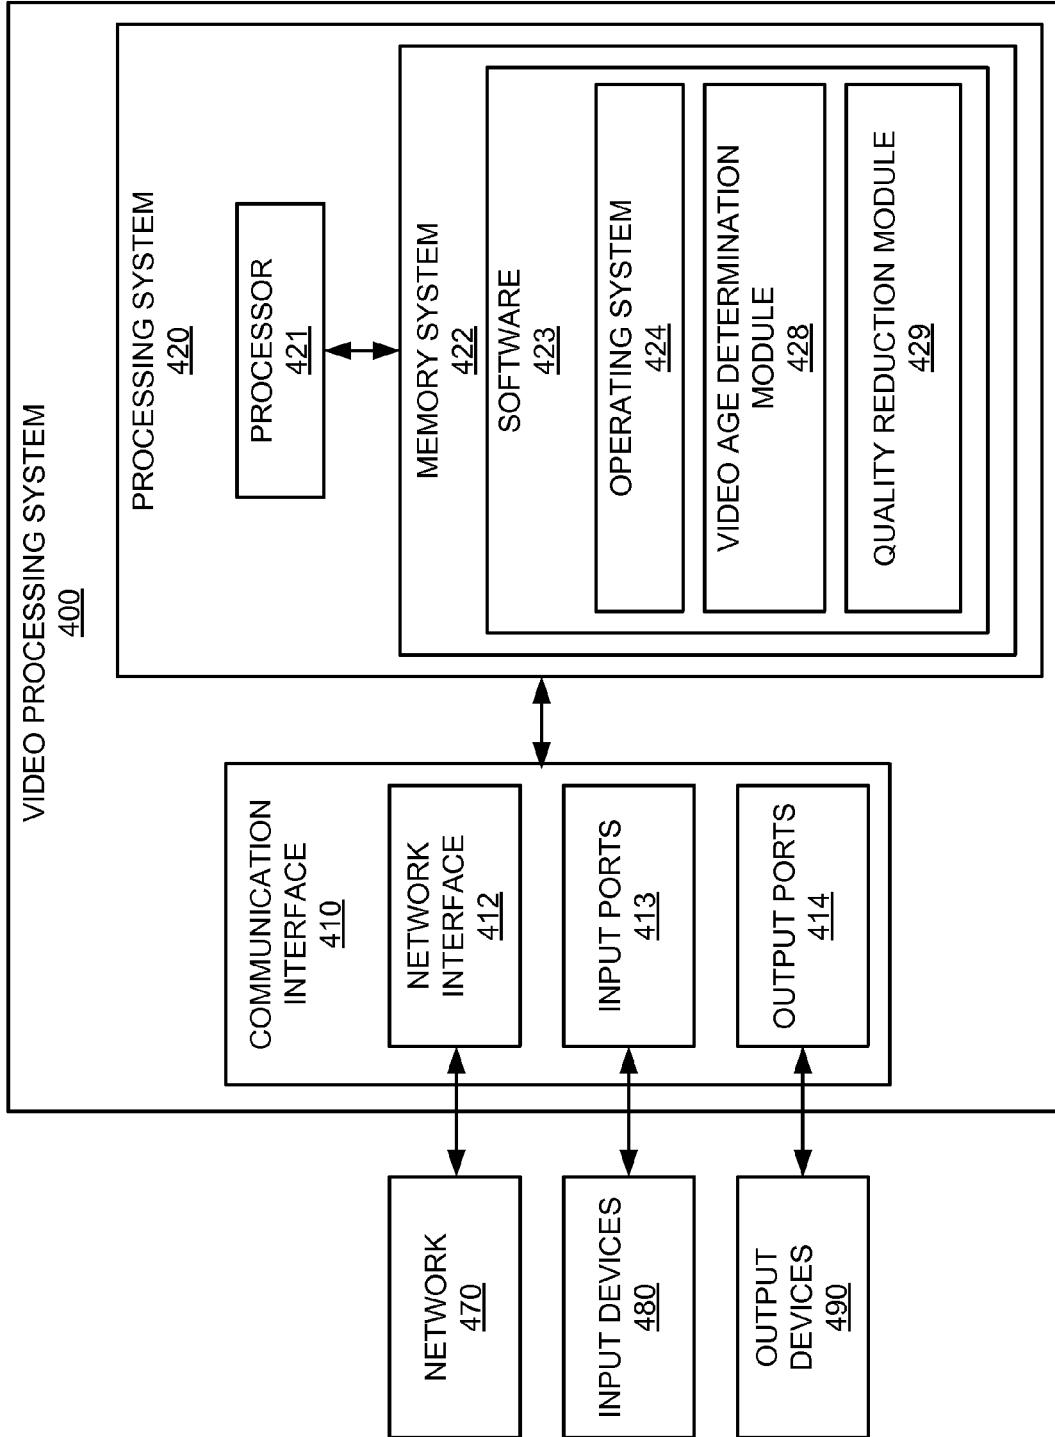 VIDEO PROCESSING SYSTEM
400
COMMUNICATION
INTERFACE
410
NETWORK
INTERFACE
412
INPUT PORTS
413
OUTPUT PORTS
414
NETWORK
470
INPUT DEVICES
480
OUTPUT
DEVICES
490
PROCESSING SYSTEM
420
PROCESSOR
421
MEMORY SYSTEM
422
SOFTWARE
423
OPERATING SYSTEM
424
VIDEO AGE DETERMINATION
MODULE
428
QUALITY REDUCTION MODULE
429